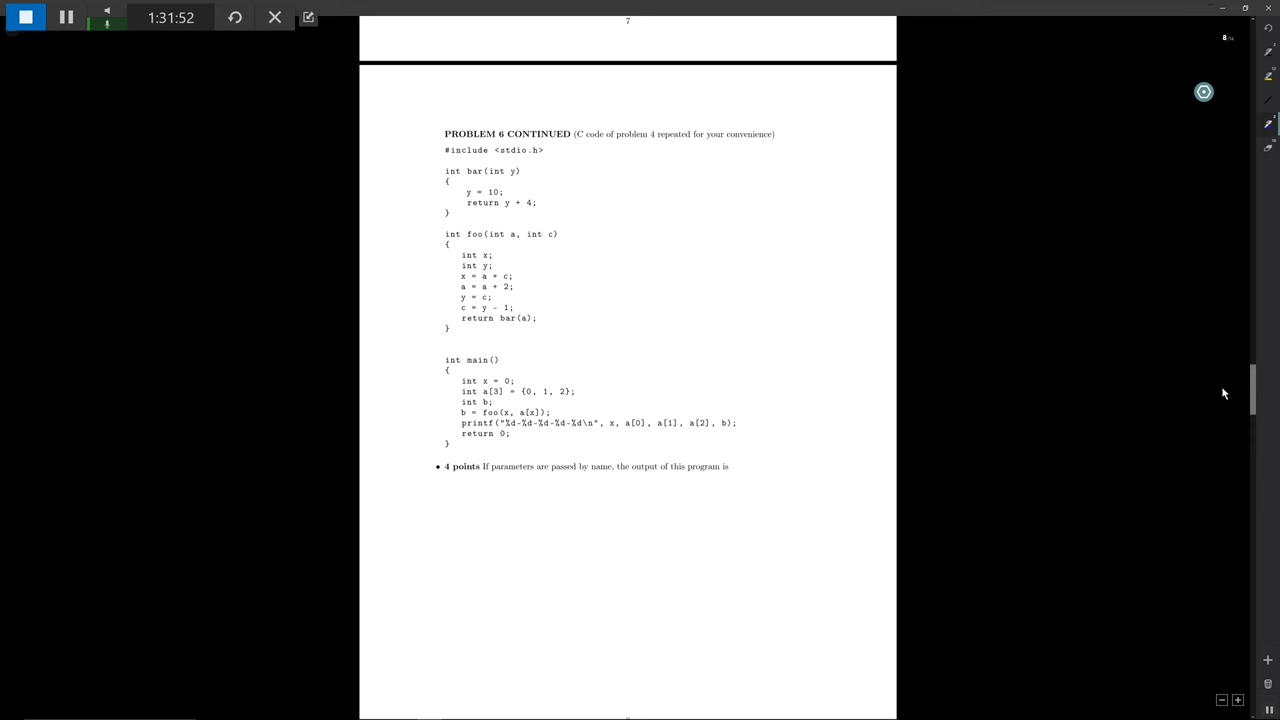 1:31:52
7
8/14
PROBLEM 6 CONTINUED (C code of problem 4 repeated for your convenience)
#include <stdio.h>
int bar(int y)
{
y = 10;
return y + 4;
}
int foo(int a, int c)
{
int x;
int y;
x = a + c;
a = a + 2;
y = c;
c = y - 1;
return bar(a);
}
int main()
{
int x = 0;
int a[3] = {0, 1, 2};
int b;
b = foo(x, a[x]);
printf("%d-%d-%d-%d-%d\n", x, a[0], a[1], a[2], b);
return 0;
}
• 4 points If parameters are passed by name, the output of this program is